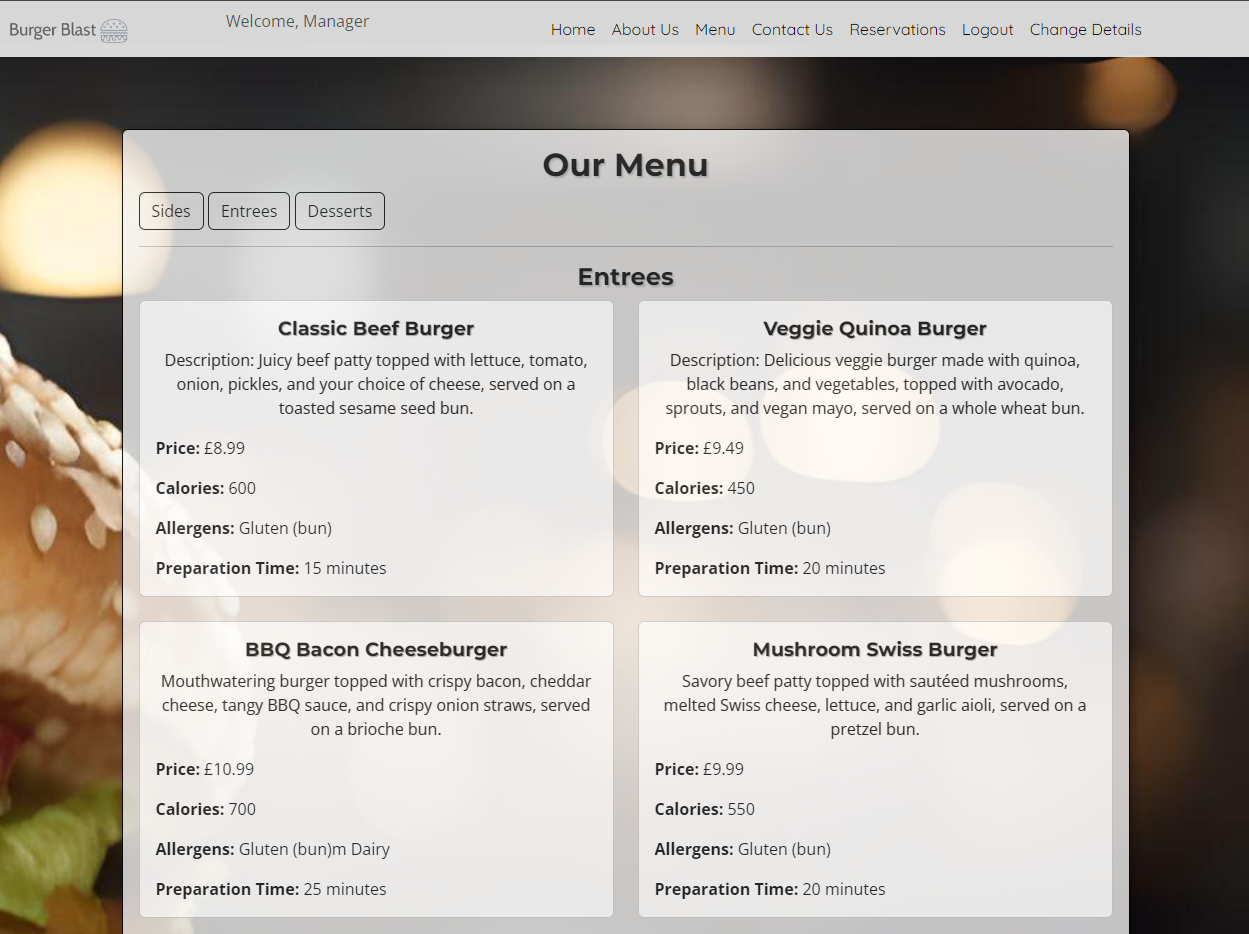 Burger Blast
Welcome, Manager
Home About Us Menu Contact Us Reservations Logout Change Details
Our Menu
Sides Entrees Desserts
Entrees
Classic Beef Burger
Description: Juicy beef patty topped with lettuce, tomato,
onion, pickles, and your choice of cheese, served on a
toasted sesame seed bun.
Price: £8.99
Calories: 600
Allergens: Gluten (bun)
Preparation Time: 15 minutes
Veggie Quinoa Burger
Description: Delicious veggie burger made with quinoa,
black beans, and vegetables, topped with avocado,
sprouts, and vegan mayo, served on a whole wheat bun.
Price: £9.49
Calories: 450
Allergens: Gluten (bun)
Preparation Time: 20 minutes
BBQ Bacon Cheeseburger
Mouthwatering burger topped with crispy bacon, cheddar
cheese, tangy BBQ sauce, and crispy onion straws, served
on a brioche bun.
Price: £10.99
Calories: 700
Allergens: Gluten (bun)m Dairy
Preparation Time: 25 minutes
Mushroom Swiss Burger
Savory beef patty topped with sautéed mushrooms,
melted Swiss cheese, lettuce, and garlic aioli, served on a
pretzel bun.
Price: £9.99
Calories: 550
Allergens: Gluten (bun)
Preparation Time: 20 minutes